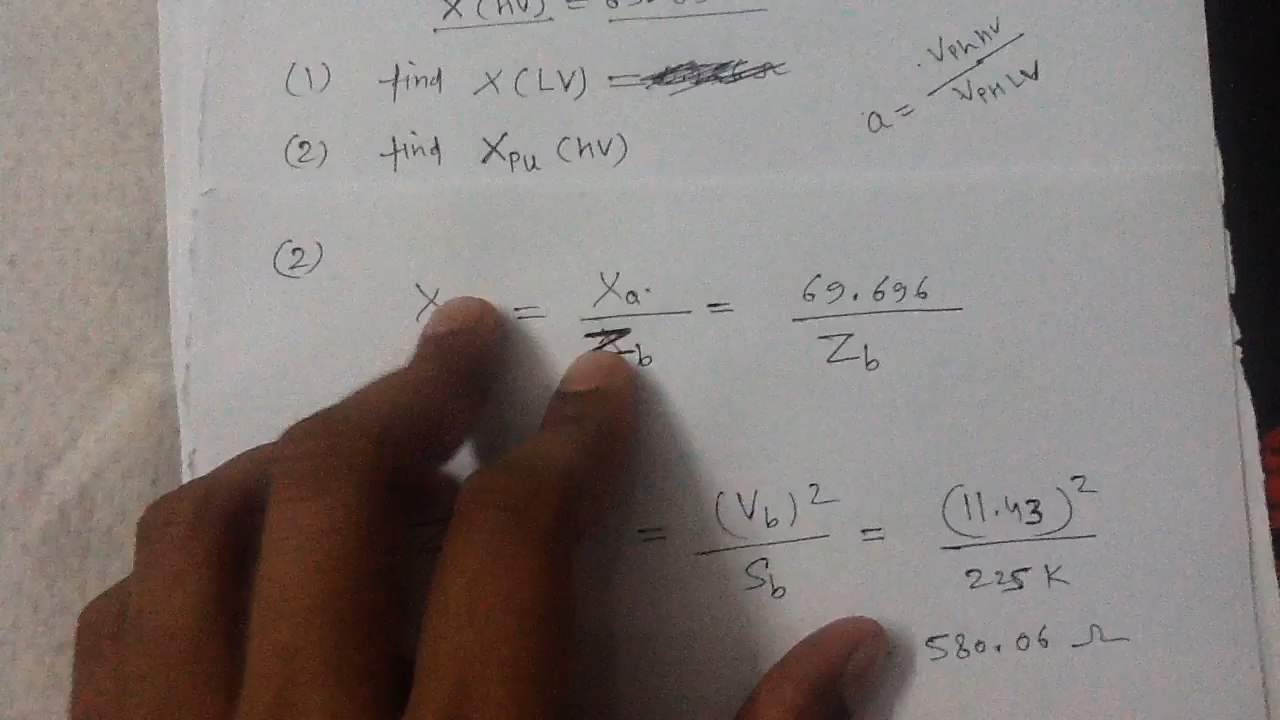 X(hv) =
(1) find X(LV) =
a = VPH hV / VPH LV
(2) find XPU (hV)
(2)
X = Xa / Zb = 69.696 / Zb
= (Vb)² / Sb = (11.43)² / 225 K
580.06 Ω